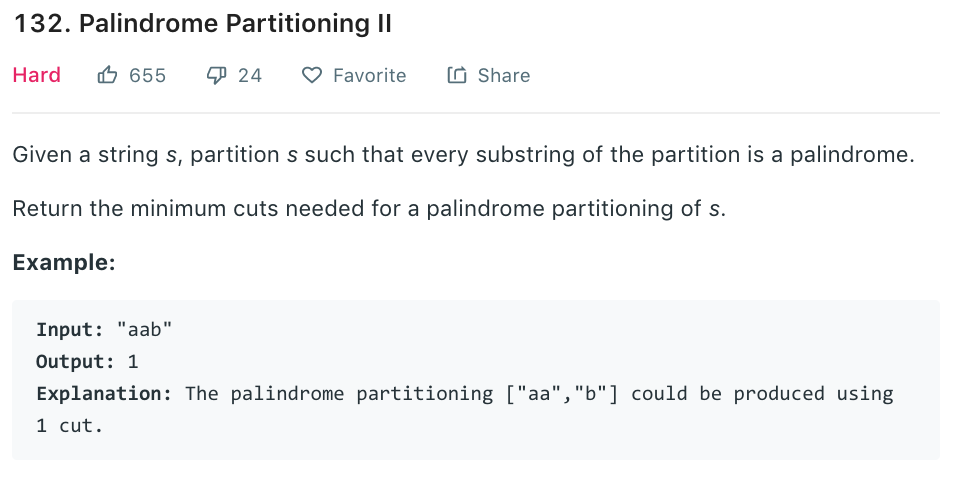 132. Palindrome Partitioning II
Hard 655 24 Favorite Share
Given a string s, partition s such that every substring of the partition is a palindrome.
Return the minimum cuts needed for a palindrome partitioning of s.
Example:
Input: "aab"
Output: 1
Explanation: The palindrome partitioning ["aa","b"] could be produced using
1 cut.